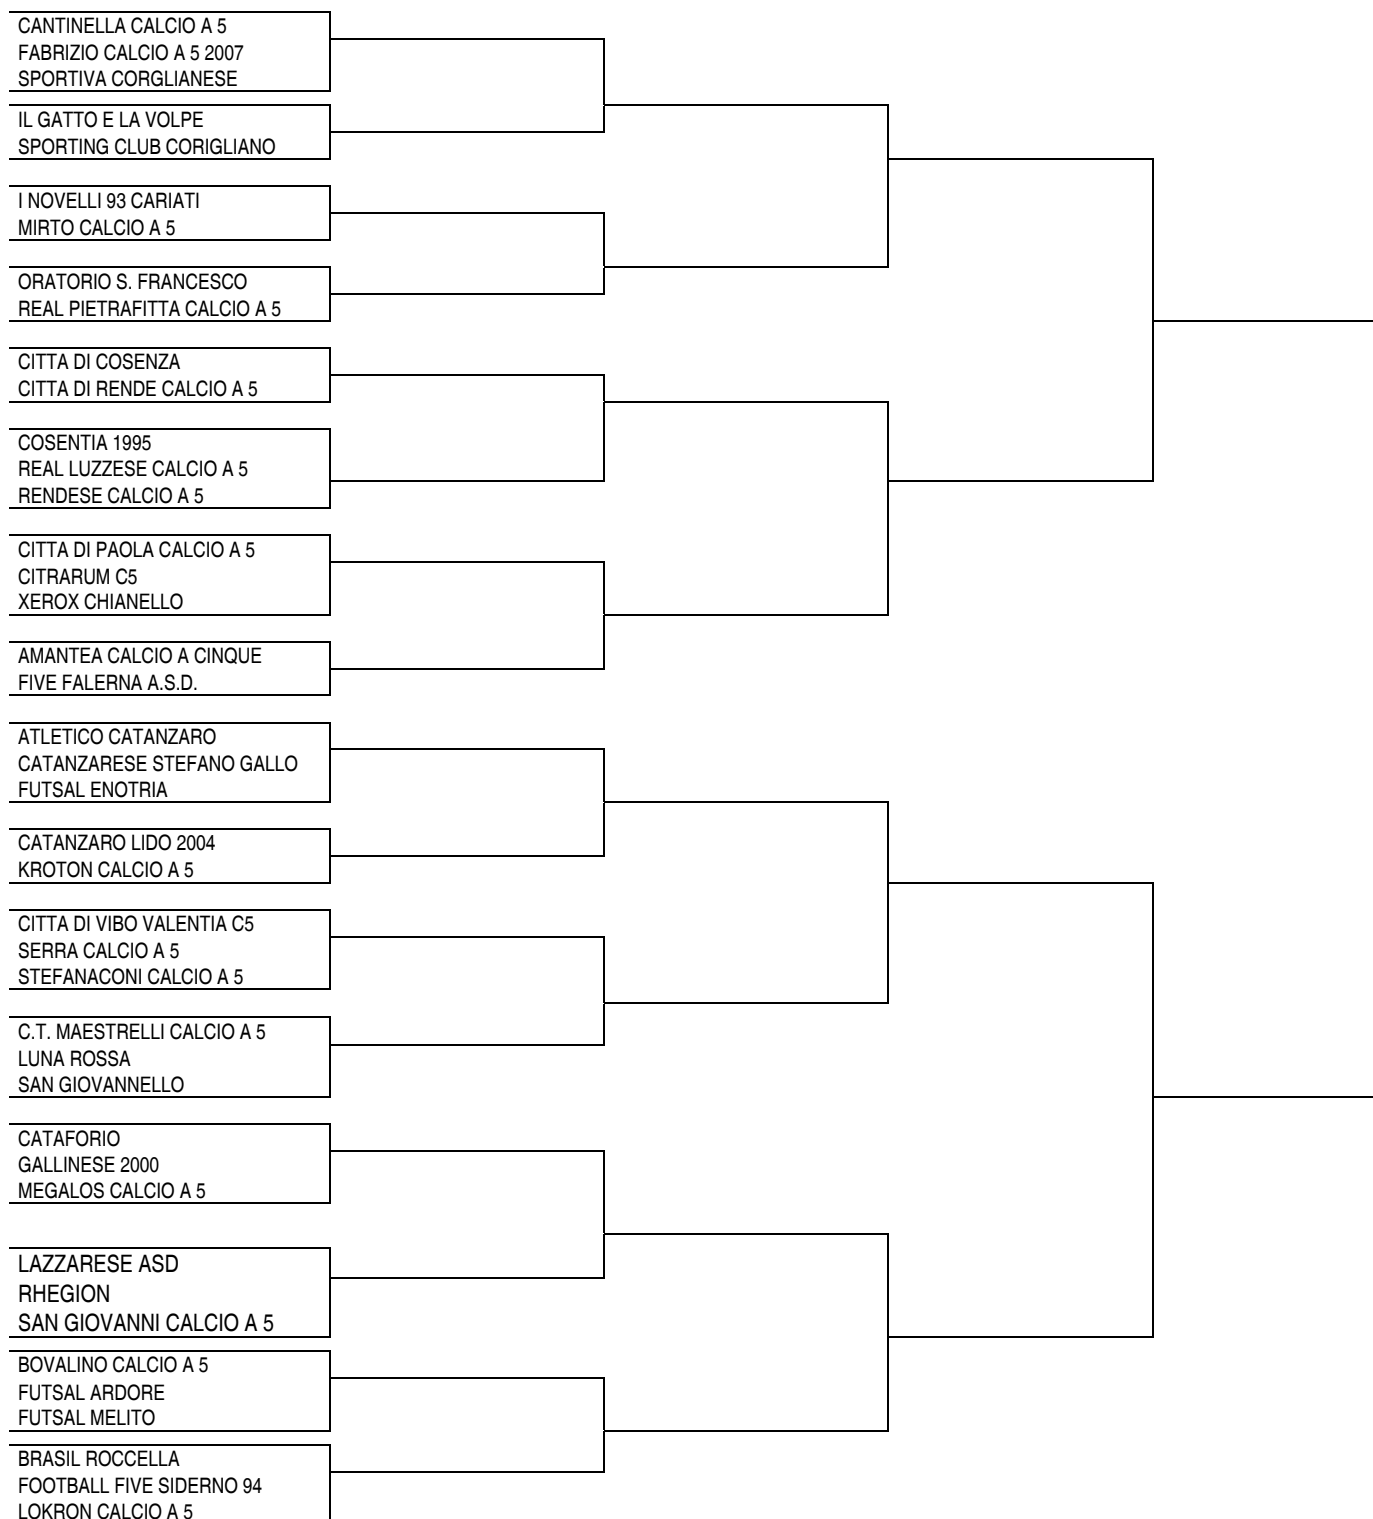 CANTINELLA CALCIO A 5
FABRIZIO CALCIO A 5 2007
SPORTIVA CORGLIANESE
IL GATTO E LA VOLPE
SPORTING CLUB CORIGLIANO
I NOVELLI 93 CARIATI
MIRTO CALCIO A 5
ORATORIO S. FRANCESCO
REAL PIETRAFITTA CALCIO A 5
CITTA DI COSENZA
CITTA DI RENDE CALCIO A 5
COSENTIA 1995
REAL LUZZESE CALCIO A 5
RENDESE CALCIO A 5
CITTA DI PAOLA CALCIO A 5
CITRARUM C5
XEROX CHIANELLO
AMANTEA CALCIO A CINQUE
FIVE FALERNA A.S.D.
ATLETICO CATANZARO
CATANZARESE STEFANO GALLO
FUTSAL ENOTRIA
CATANZARO LIDO 2004
KROTON CALCIO A 5
CITTA DI VIBO VALENTIA C5
SERRA CALCIO A 5
STEFANACONI CALCIO A 5
C.T. MAESTRELLI CALCIO A 5
LUNA ROSSA
SAN GIOVANNELLO
CATAFORIO
GALLINESE 2000
MEGALOS CALCIO A 5
LAZZARESE ASD
RHEGION
SAN GIOVANNI CALCIO A 5
BOVALINO CALCIO A 5
FUTSAL ARDORE
FUTSAL MELITO
BRASIL ROCCELLA
FOOTBALL FIVE SIDERNO 94
LOKRON CALCIO A 5